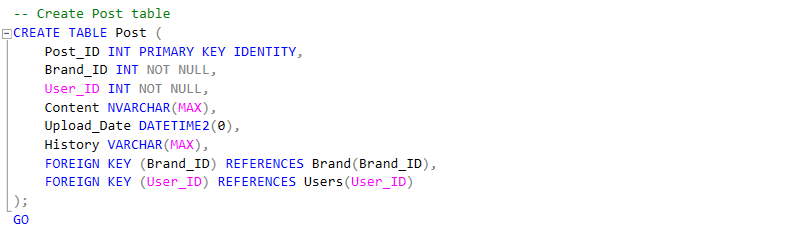 -- Create Post table
CREATE TABLE Post (
    Post_ID INT PRIMARY KEY IDENTITY,
    Brand_ID INT NOT NULL,
    User_ID INT NOT NULL,
    Content NVARCHAR(MAX),
    Upload_Date DATETIME2(0),
    History VARCHAR(MAX),
    FOREIGN KEY (Brand_ID) REFERENCES Brand(Brand_ID),
    FOREIGN KEY (User_ID) REFERENCES Users(User_ID)
);
GO